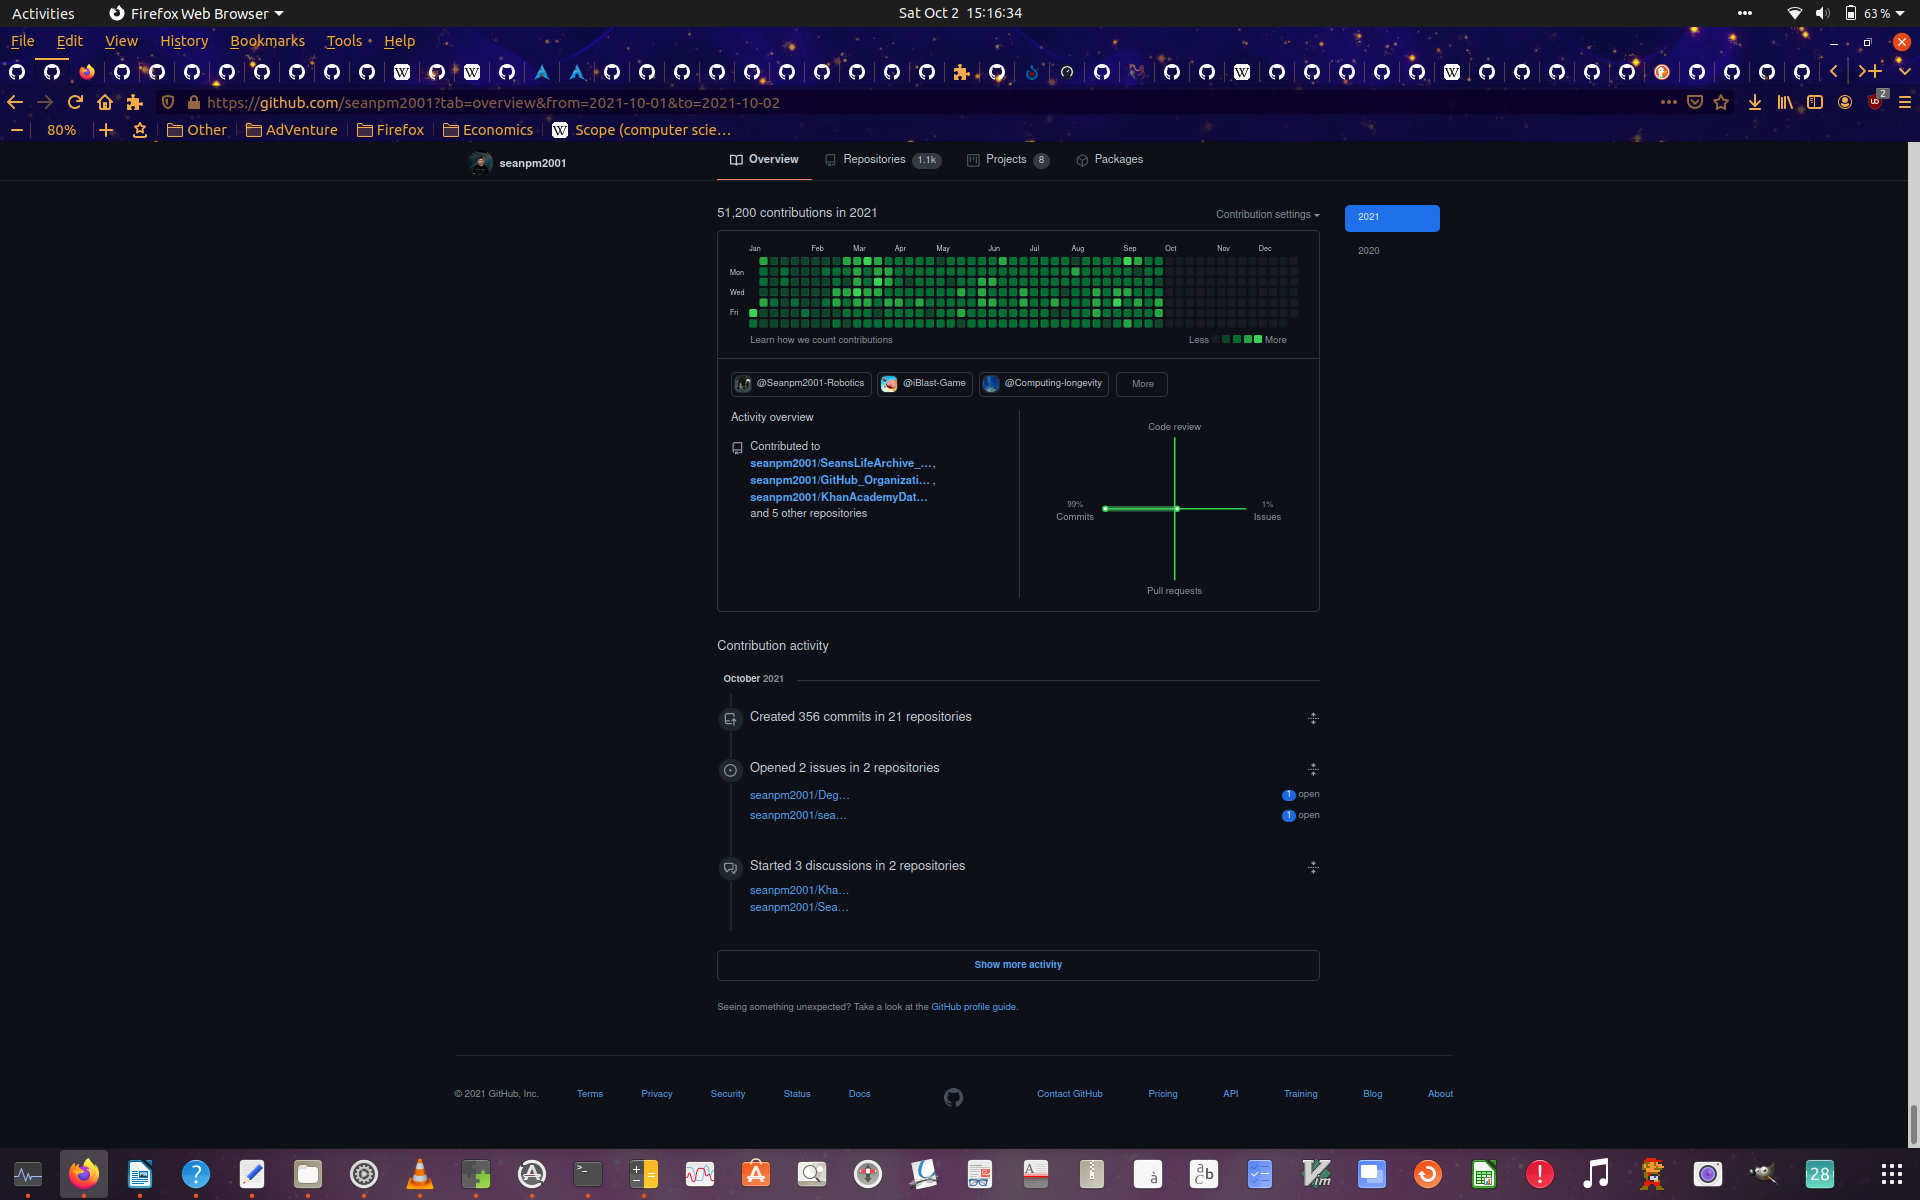 Activities
Firefox Web Browser
Sat Oct 2 15:16:34
63 %
File Edit View History Bookmarks Tools Help
https://github.com/seanpm2001?tab=overview&from=2021-10-01&to=2021-10-02
2
80%
Other
AdVenture
Firefox
Economics
Scope (computer scie…
seanpm2001
Overview
Repositories 1.1k
Projects 8
Packages
51,200 contributions in 2021
Contribution settings
2021
2020
Jan Feb Mar Apr May Jun Jul Aug Sep Oct Nov Dec
Mon
Wed
Fri
Learn how we count contributions
Less
More
@Seanpm2001-Robotics
@iBlast-Game
@Computing-longevity
More
Activity overview
Contributed to
seanpm2001/SeansLifeArchive_…,
seanpm2001/GitHub_Organizati… ,
seanpm2001/KhanAcademyDat…
and 5 other repositories
Code review
99%
Commits
1%
Issues
Pull requests
Contribution activity
October 2021
Created 356 commits in 21 repositories
Opened 2 issues in 2 repositories
seanpm2001/Deg…
1 open
seanpm2001/sea…
1 open
Started 3 discussions in 2 repositories
seanpm2001/Kha…
seanpm2001/Sea…
Show more activity
Seeing something unexpected? Take a look at the GitHub profile guide.
© 2021 GitHub, Inc.
Terms
Privacy
Security
Status
Docs
Contact GitHub
Pricing
API
Training
Blog
About
28